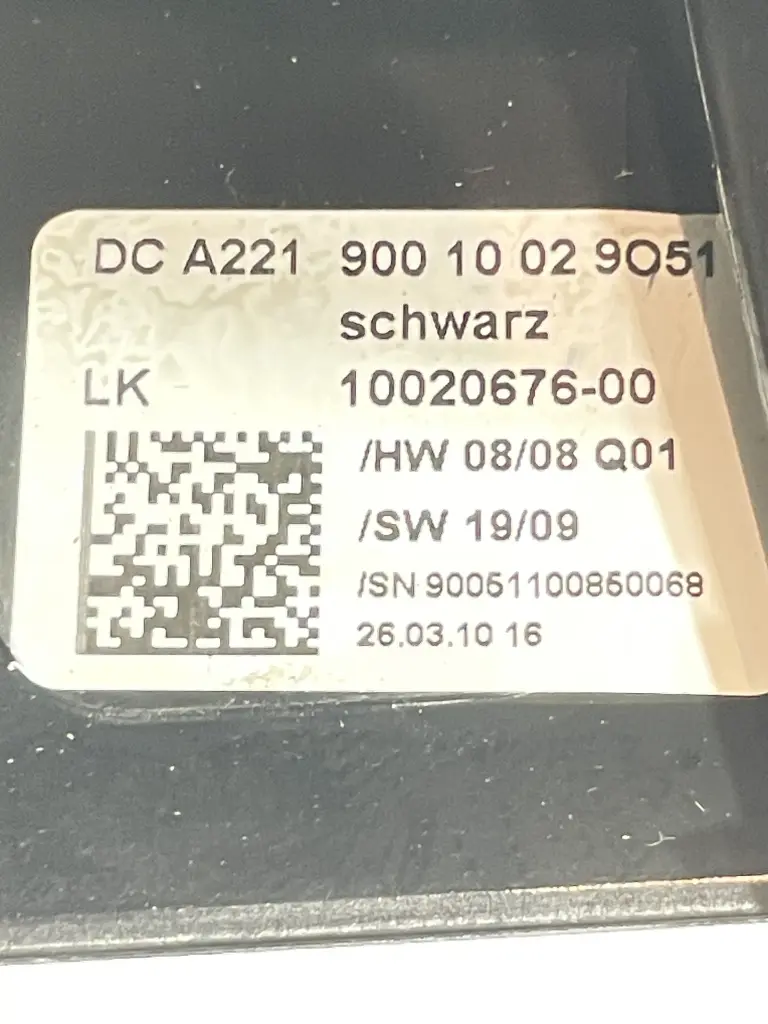 DC A221 900 10 02 9051
schwarz
LK 10020676-00
/HW 08/08 Q01
/SW 19/09
/SN 90051100850068
26.03.10 16